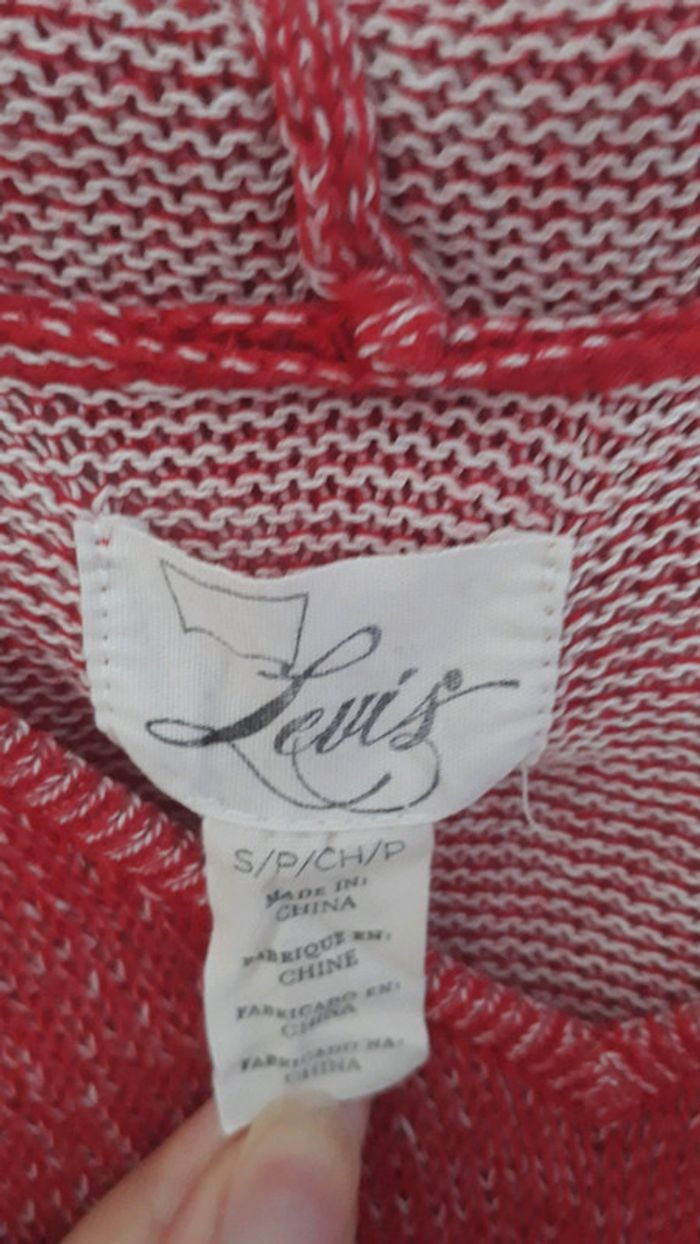 Levi's®
S/P/CH/P
MADE IN:
CHINA
FABRIQUE EN:
CHINE
FABRICADO EN:
CHINA
FABRICADO NA:
CHINA